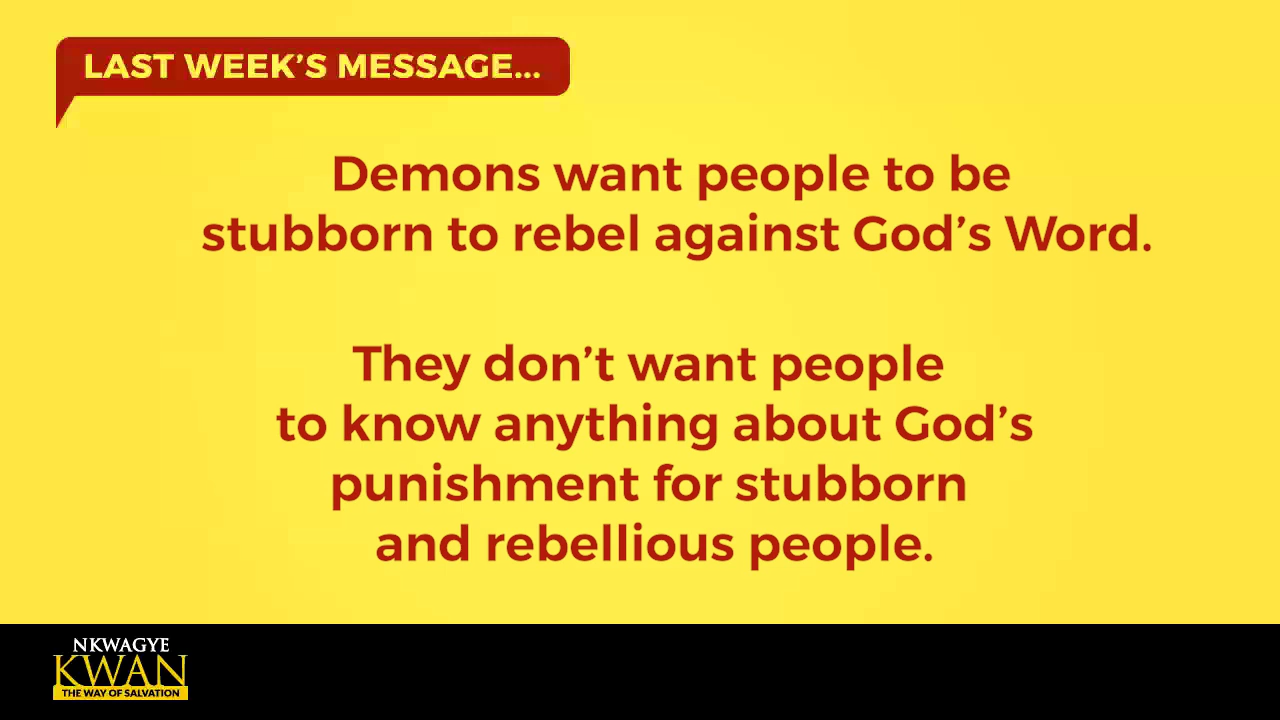 LAST WEEK'S MESSAGE...
Demons want people to be
stubborn to rebel against God's Word.
They don't want people
to know anything about God's
punishment for stubborn
and rebellious people.
NKWAGYE
KWAN
THE WAY OF SALVATION